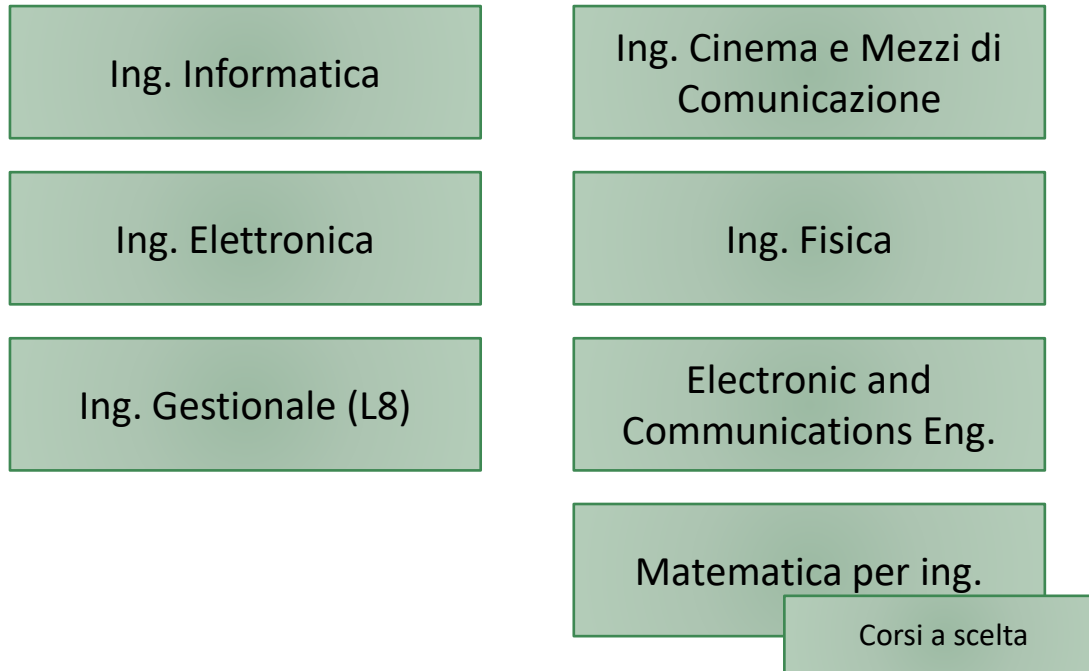 Ing. Informatica
Ing. Cinema e Mezzi di
Comunicazione
Ing. Elettronica
Ing. Fisica
Ing. Gestionale (L8)
Electronic and
Communications Eng.
Matematica per ing.
Corsi a scelta